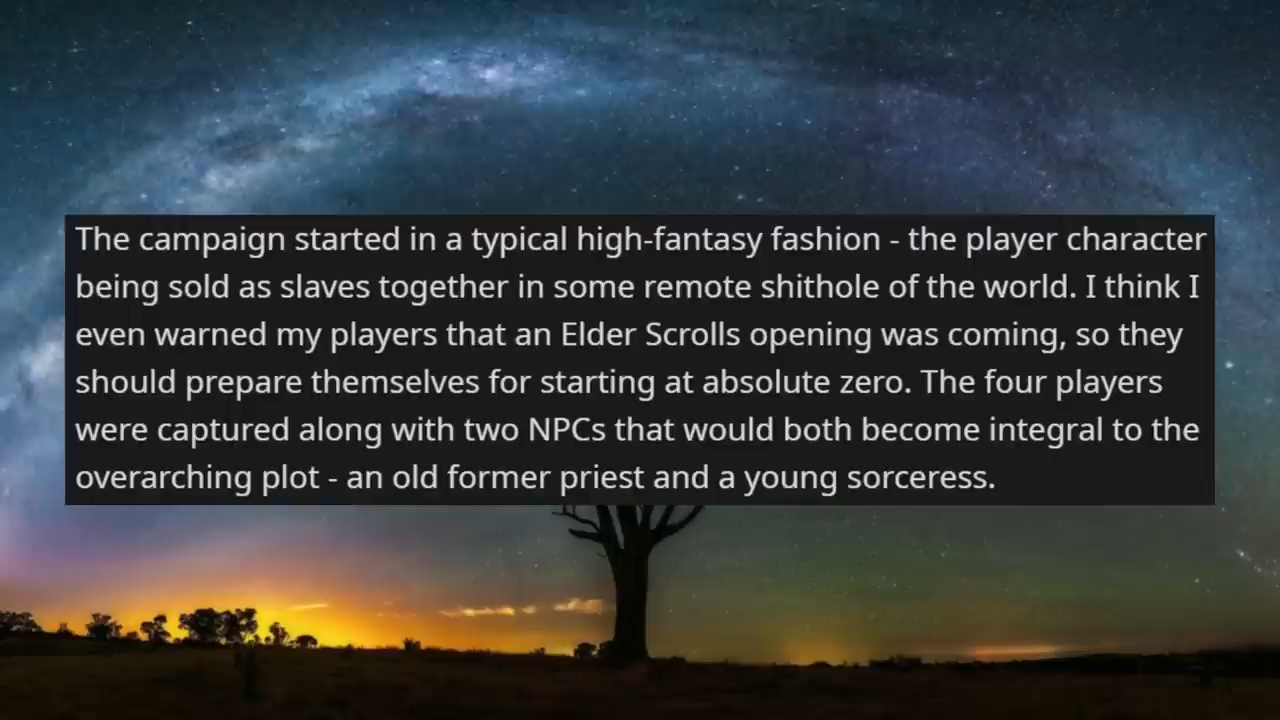 The campaign started in a typical high-fantasy fashion - the player character
being sold as slaves together in some remote shithole of the world. I think I
even warned my players that an Elder Scrolls opening was coming, so they
should prepare themselves for starting at absolute zero. The four players
were captured along with two NPCs that would both become integral to the
overarching plot - an old former priest and a young sorceress.